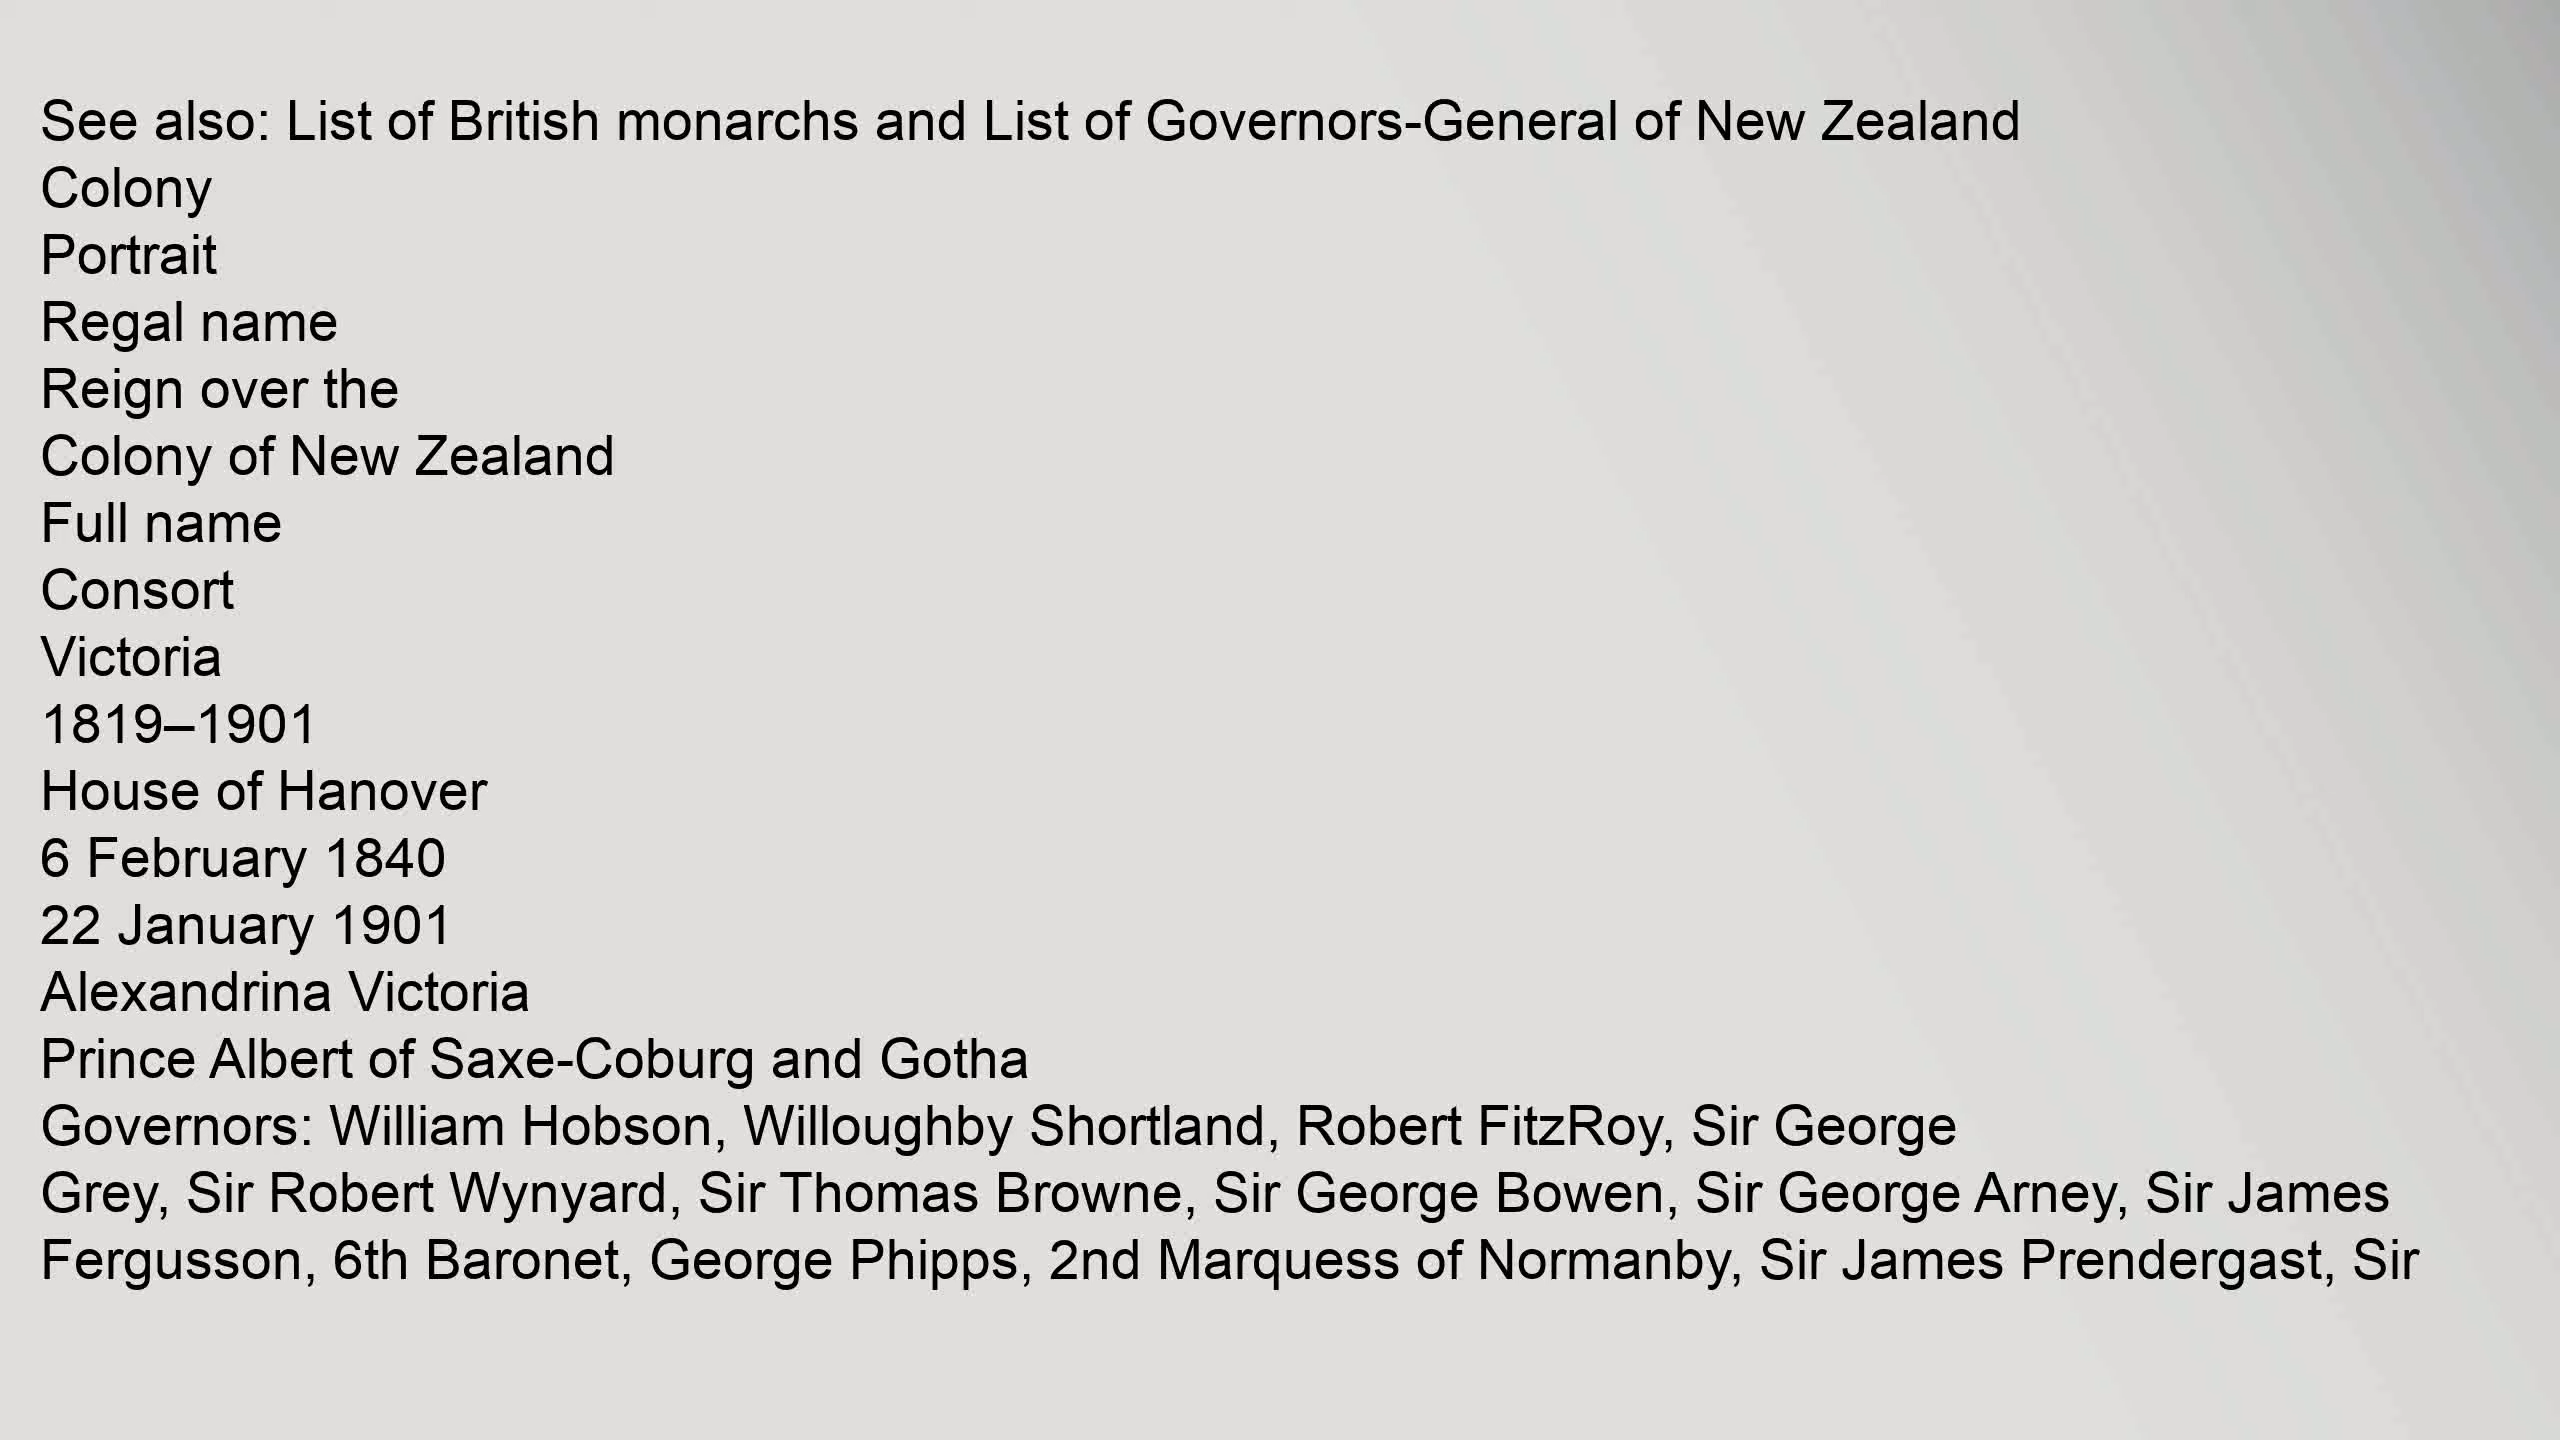 See also: List of British monarchs and List of Governors-General of New Zealand
Colony
Portrait
Regal name
Reign over the
Colony of New Zealand
Full name
Consort
Victoria
1819–1901
House of Hanover
6 February 1840
22 January 1901
Alexandrina Victoria
Prince Albert of Saxe-Coburg and Gotha
Governors: William Hobson, Willoughby Shortland, Robert FitzRoy, Sir George
Grey, Sir Robert Wynyard, Sir Thomas Browne, Sir George Bowen, Sir George Arney, Sir James
Fergusson, 6th Baronet, George Phipps, 2nd Marquess of Normanby, Sir James Prendergast, Sir